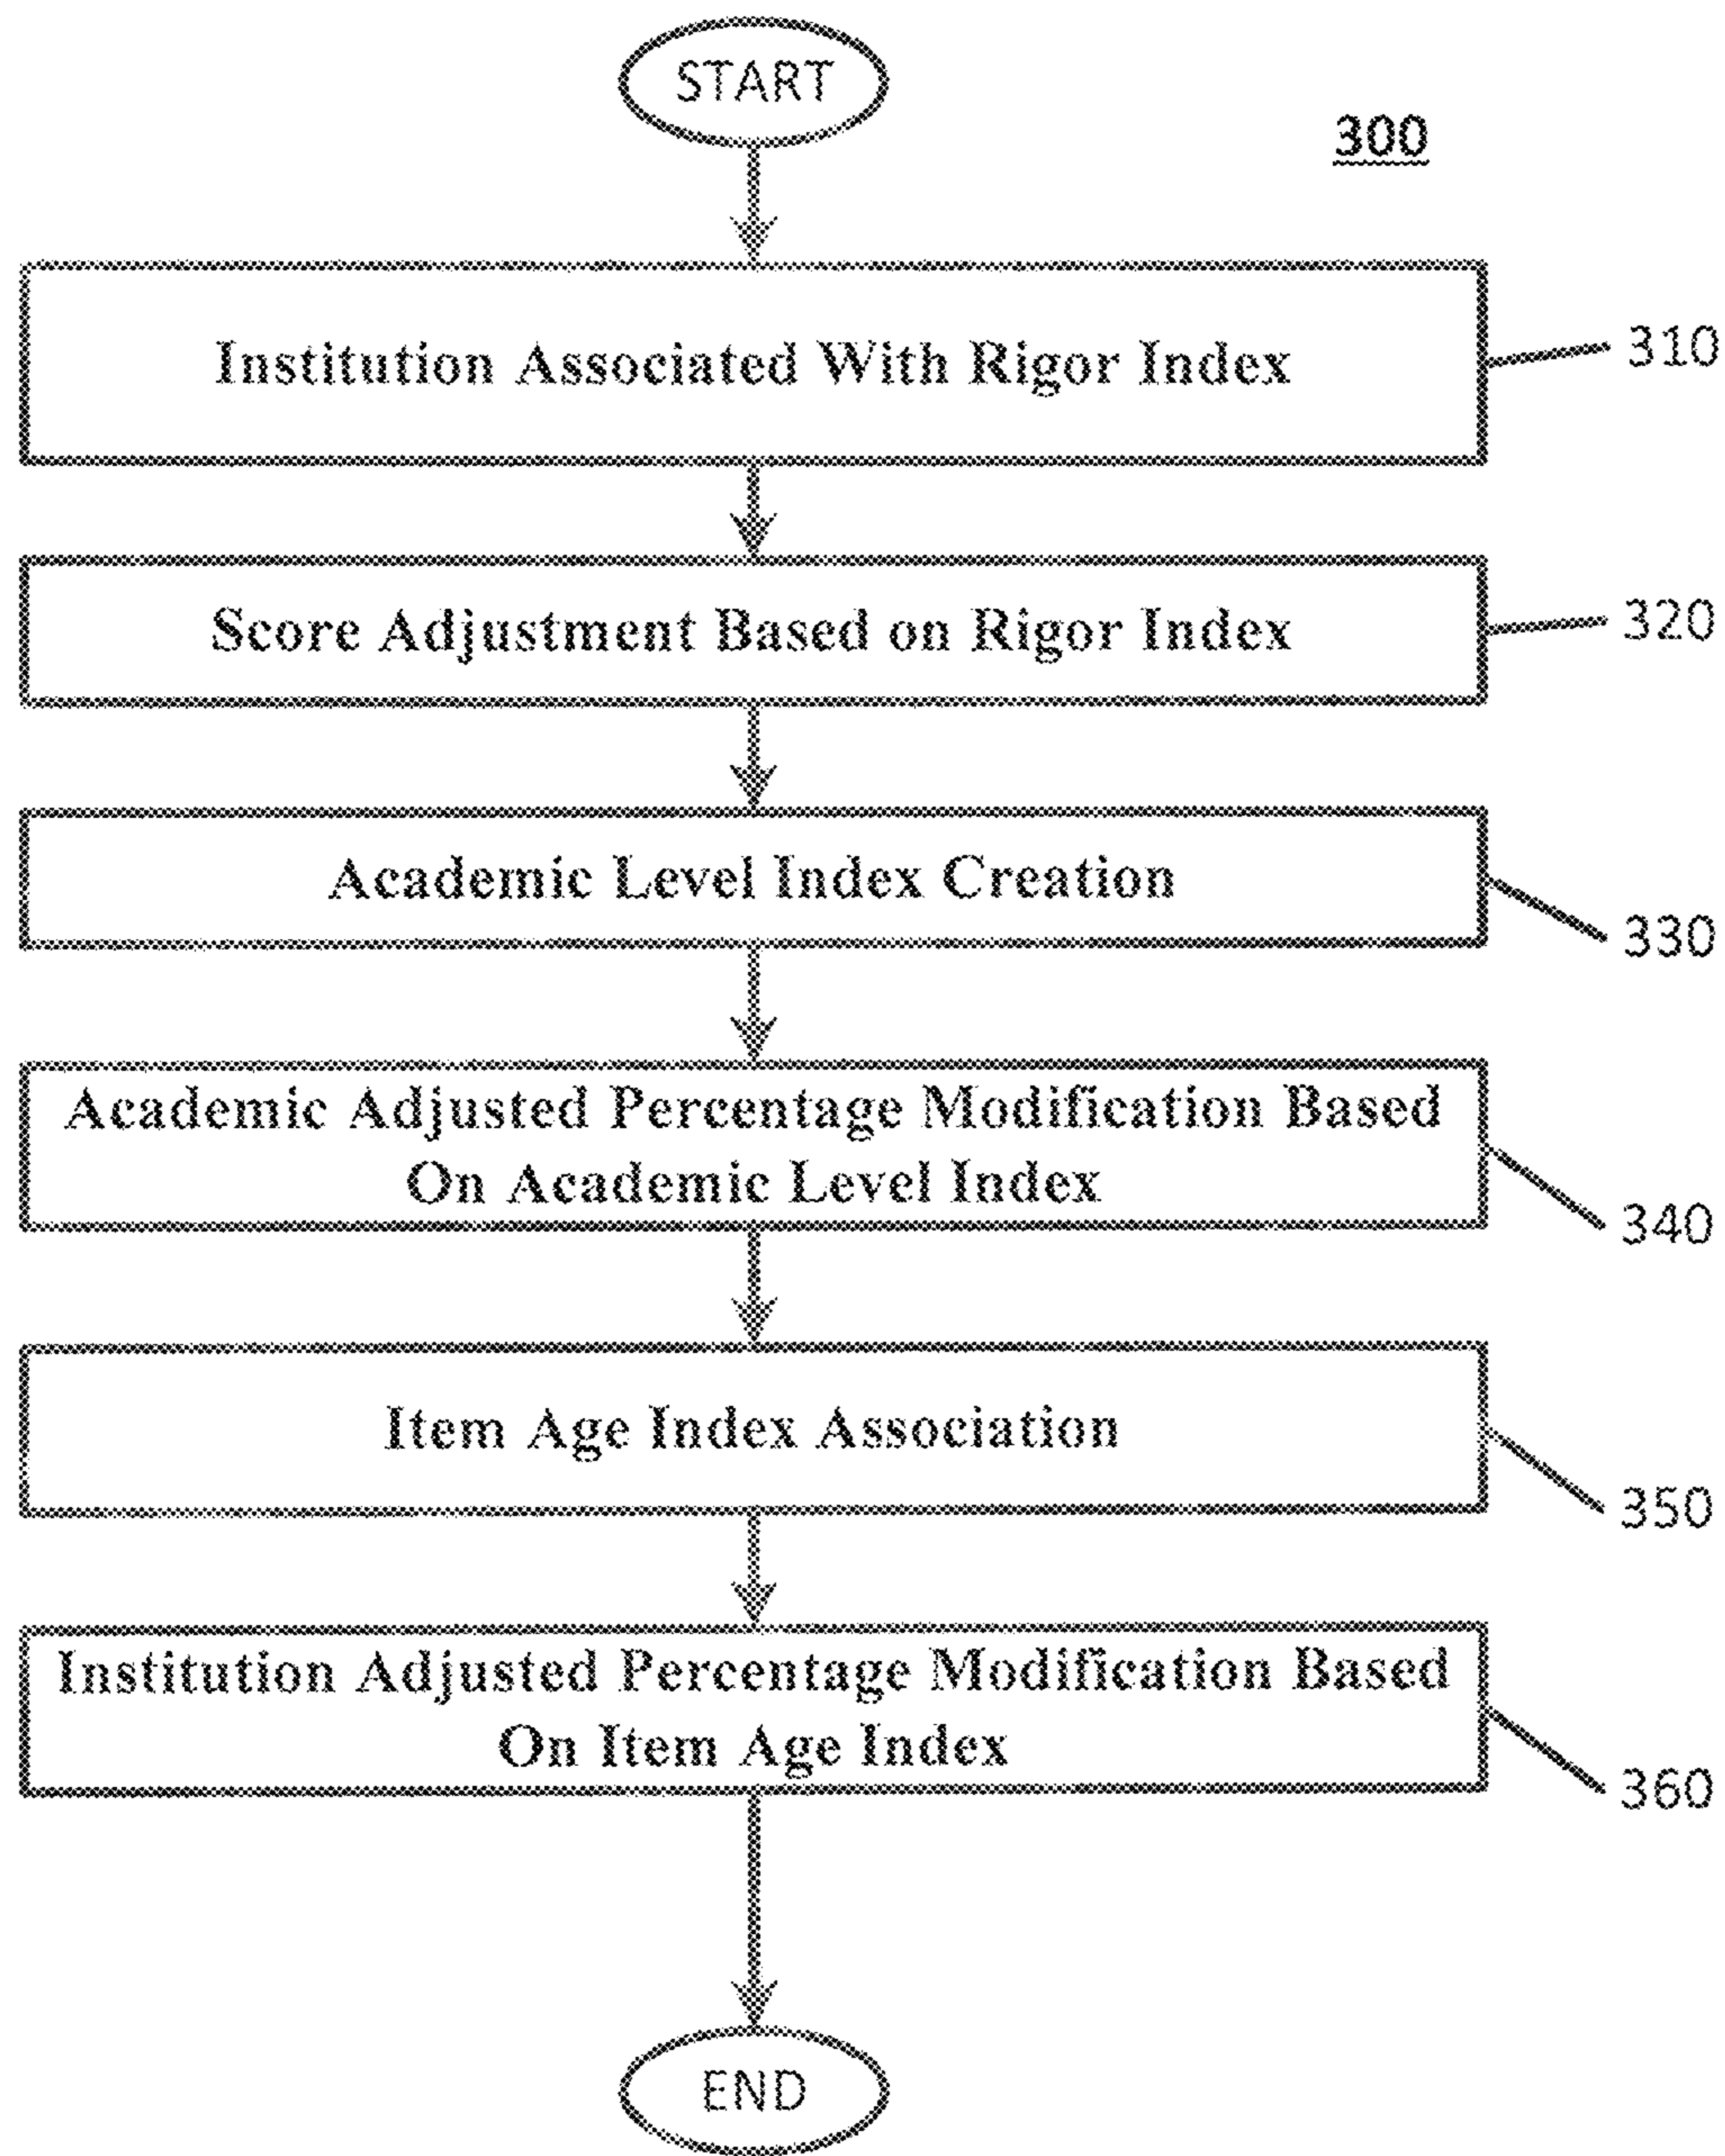 START
300
Institution Associated With Rigor Index
310
Score Adjustment Based on Rigor Index
320
Academic Level Index Creation
330
Academic Adjusted Percentage Modification Based
On Academic Level Index
340
Item Age Index Association
350
Institution Adjusted Percentage Modification Based
On Item Age Index
360
END